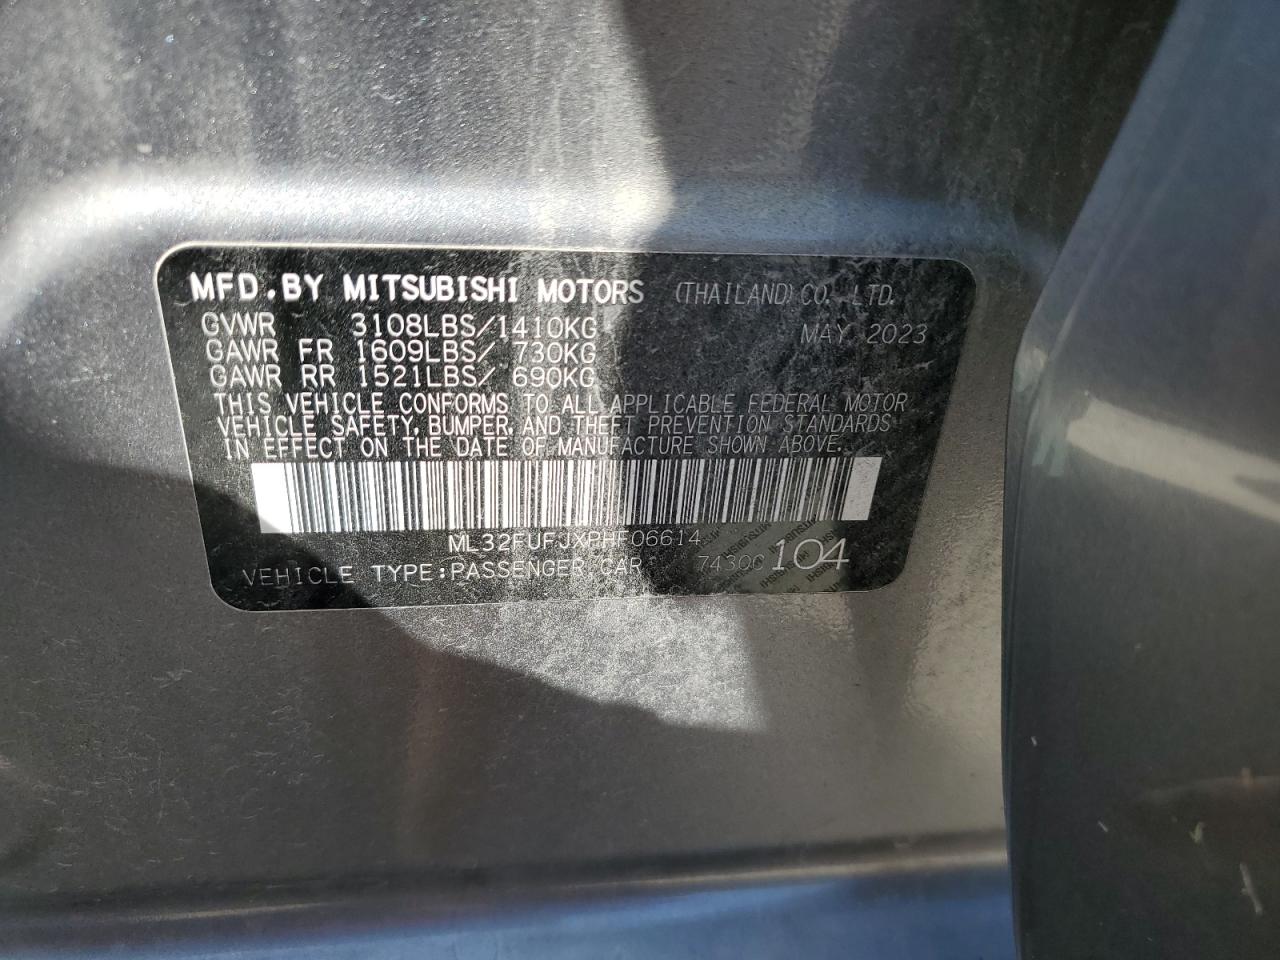 MFD.BY MITSUBISHI MOTORS (THAILAND) CO. LTD.
GVWR 3108LBS/1410KG MAY 2023
GAWR FR 1609LBS/ 730KG
GAWR RR 1521LBS/ 690KG
THIS VEHICLE CONFORMS TO ALL APPLICABLE FEDERAL MOTOR
VEHICLE SAFETY, BUMPER, AND THEFT PREVENTION STANDARDS
IN EFFECT ON THE DATE OF MANUFACTURE SHOWN ABOVE.
ML32FUFJXPHF06614
VEHICLE TYPE:PASSENGER CAR 7430C 104